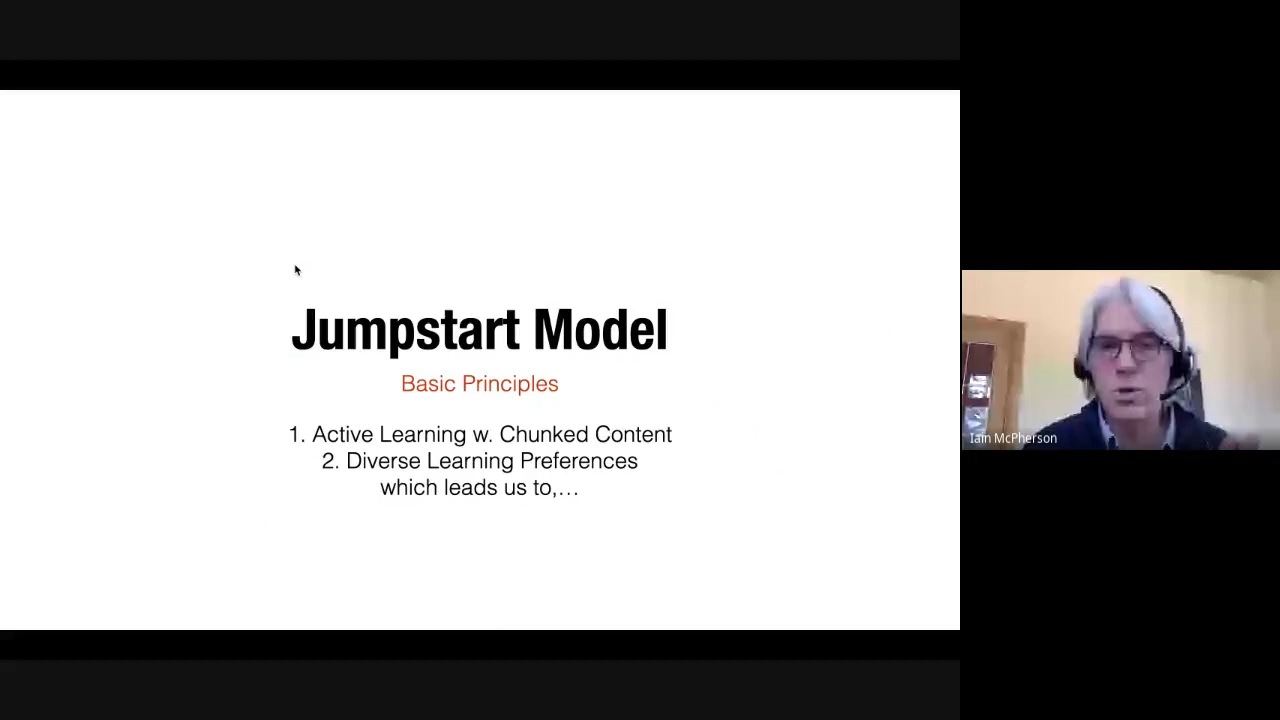 Jumpstart Model
Basic Principles
1. Active Learning w. Chunked Content
2. Diverse Learning Preferences
which leads us to,…
Iain McPherson